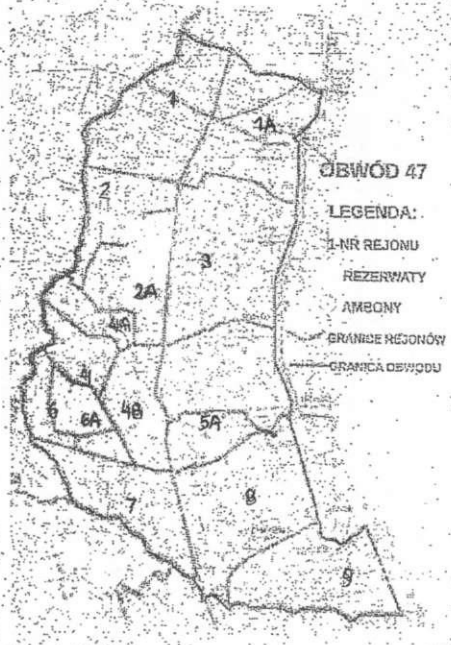 1
1A
OBWÓD 47
LEGENDA:
1-NR REJONU
REZERWATY
AMBONY
GRANICE REJONÓW
GRANICA OBWODU
2
3
2A
4A
4
6
6A
4B
5A
7
8
9